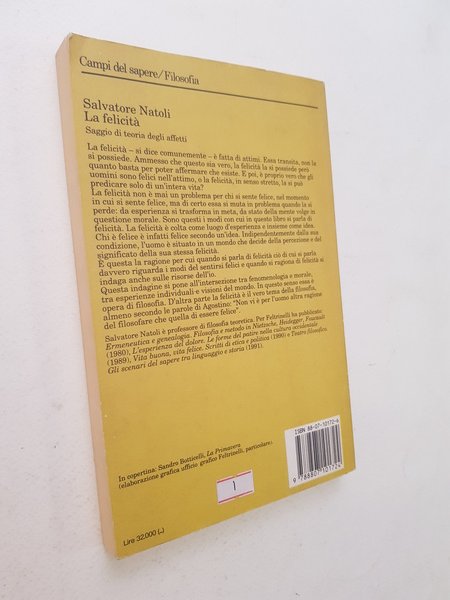 Campi del sapere/Filosofia
Salvatore Natoli
La felicità
Saggio di teoria degli affetti
La felicità – si dice comunemente – è fatta di attimi. Essa transita, non la
si possiede. Ammesso che questo sia vero, la felicità la si possiede però
quanto basta per poter affermare che esiste. E poi, è proprio vero che gli
uomini sono felici nell'attimo, o la felicità, in senso stretto, la si può
predicare solo di un'intera vita?
La felicità non è mai un problema per chi si sente felice, nel momento
in cui si sente felice, ma di certo essa si muta in problema quando la si
perde: da esperienza si trasforma in meta, da stato della mente volge in
questione morale. Sono questi i modi con cui in questo libro si parla di
felicità. La felicità è colta come luogo d'esperienza e insieme come idea.
Chi è felice è infatti felice secondo un'idea. Indipendentemente dalla sua
condizione, l'uomo è situato in un mondo che decide della percezione e del
significato della sua stessa felicità.
È questa la ragione per cui quando si parla di felicità ciò di cui si parla
davvero riguarda i modi del sentirsi felici e quando si ragiona di felicità si
indaga anche sulle risorse dell'io.
Questa indagine si pone all'intersezione tra fenomenologia e morale,
tra esperienze individuali e visioni del mondo. In questo senso essa è
opera di filosofia. D'altra parte la felicità è il vero tema della filosofia,
almeno secondo le parole di Agostino: "Non vi è per l'uomo altra ragione
del filosofare che quella di essere felice".
Salvatore Natoli è professore di filosofia teoretica. Per Feltrinelli ha pubblicato:
Ermeneutica e genealogia. Filosofia e metodo in Nietzsche, Heidegger, Foucault
(1980), L'esperienza del dolore. Le forme del patire nella cultura occidentale
(1989), Vita buona, vita felice. Scritti di etica e politica (1990) e Teatro filosofico.
Gli scenari del sapere tra linguaggio e storia (1991).
ISBN 88-07-10172-6
9 788807 101724
In copertina: Sandro Botticelli, La Primavera
(elaborazione grafica ufficio grafico Feltrinelli, particolare).
1
Lire 32.000 (..)